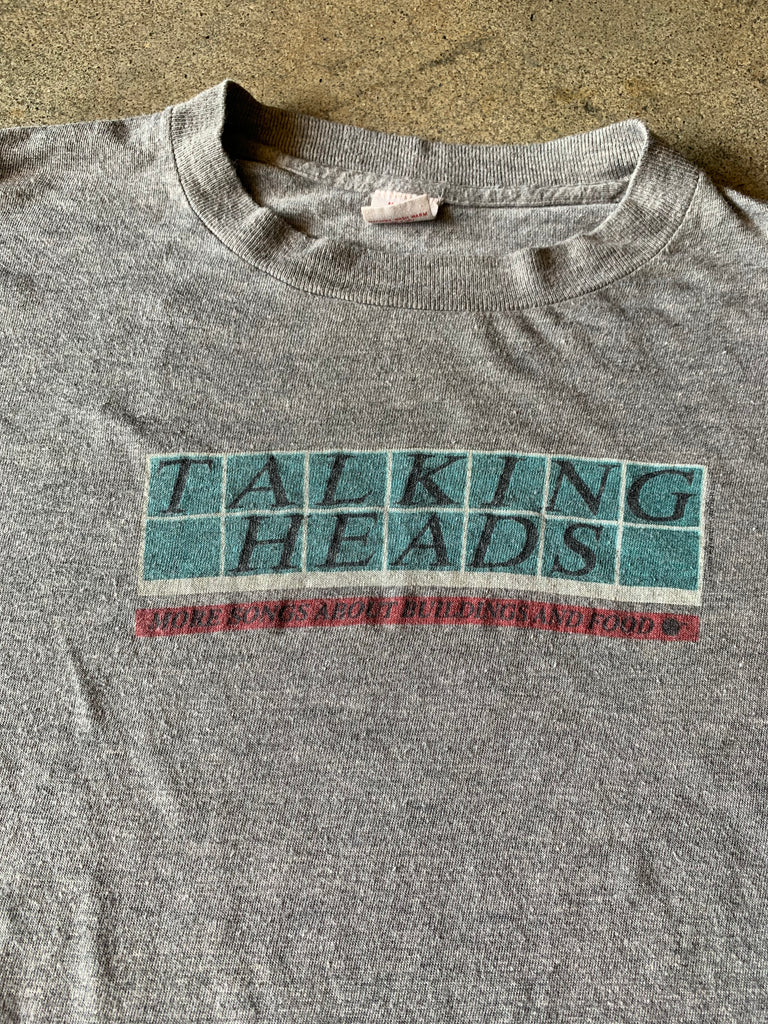 TALKING
HEADS
MORE SONGS ABOUT BUILDINGS AND FOOD